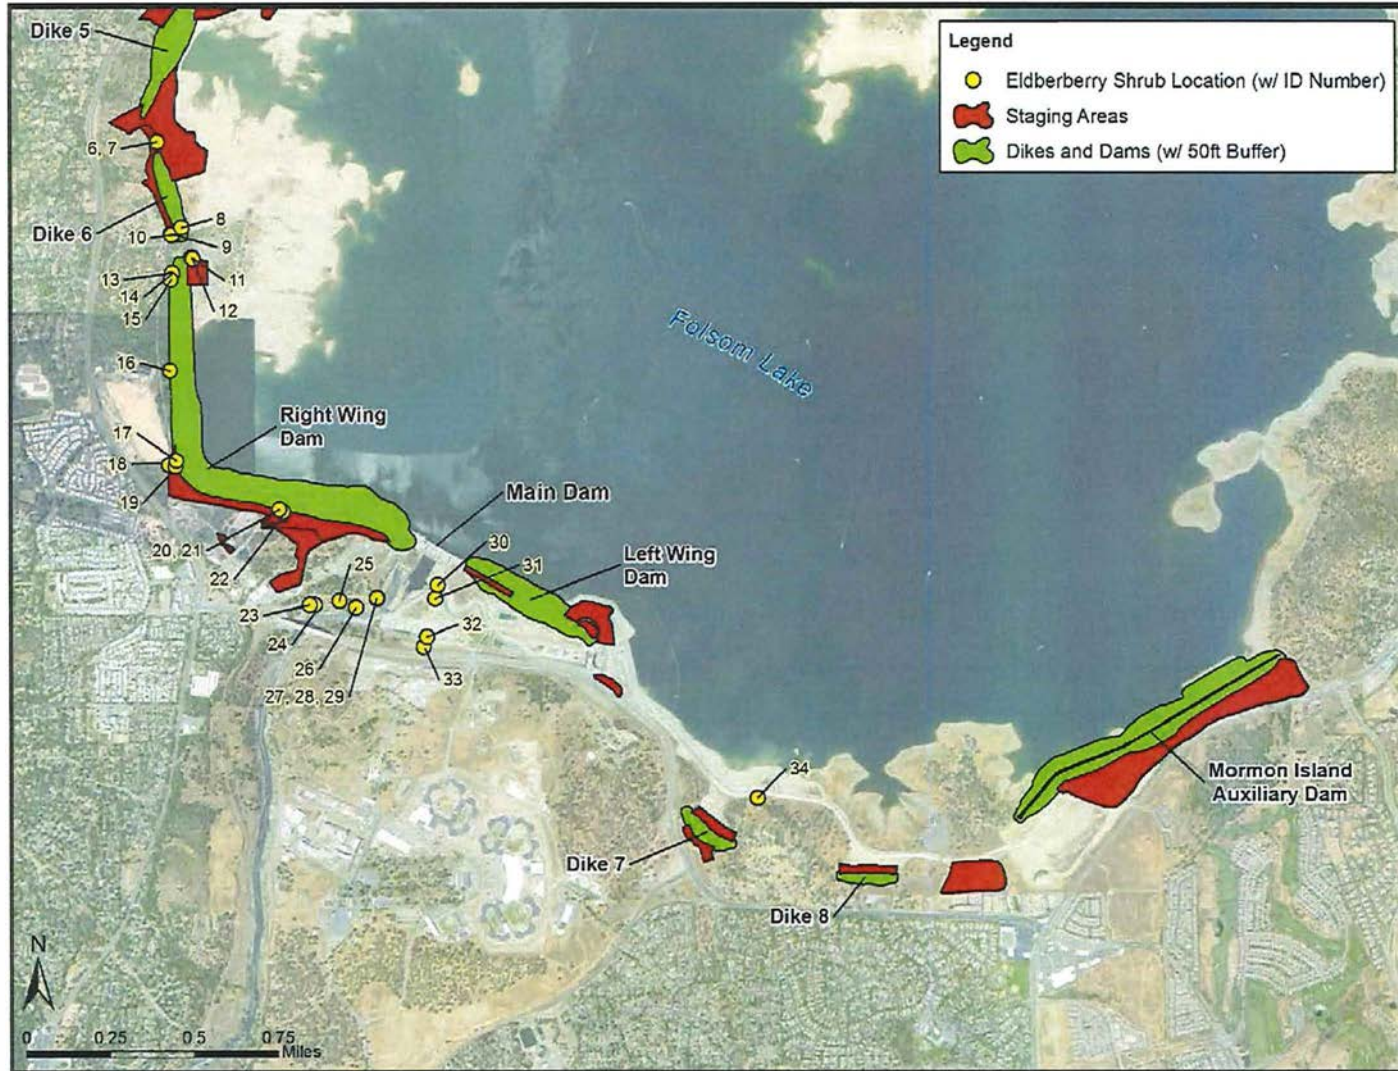 Dike 5
Legend
Eldberberry Shrub Location (w/ ID Number)
Staging Areas
Dikes and Dams (w/ 50ft Buffer)
6, 7
8
Dike 6
10
9
13
11
14
12
15
16
Folsom Lake
Right Wing
Dam
17
18
19
Main Dam
20, 21
22
25
30
31
Left Wing
Dam
23
24
26
27, 28, 29
32
33
34
Mormon Island
Auxiliary Dam
Dike 7
Dike 8
N
0 0.25 0.5 0.75
Miles